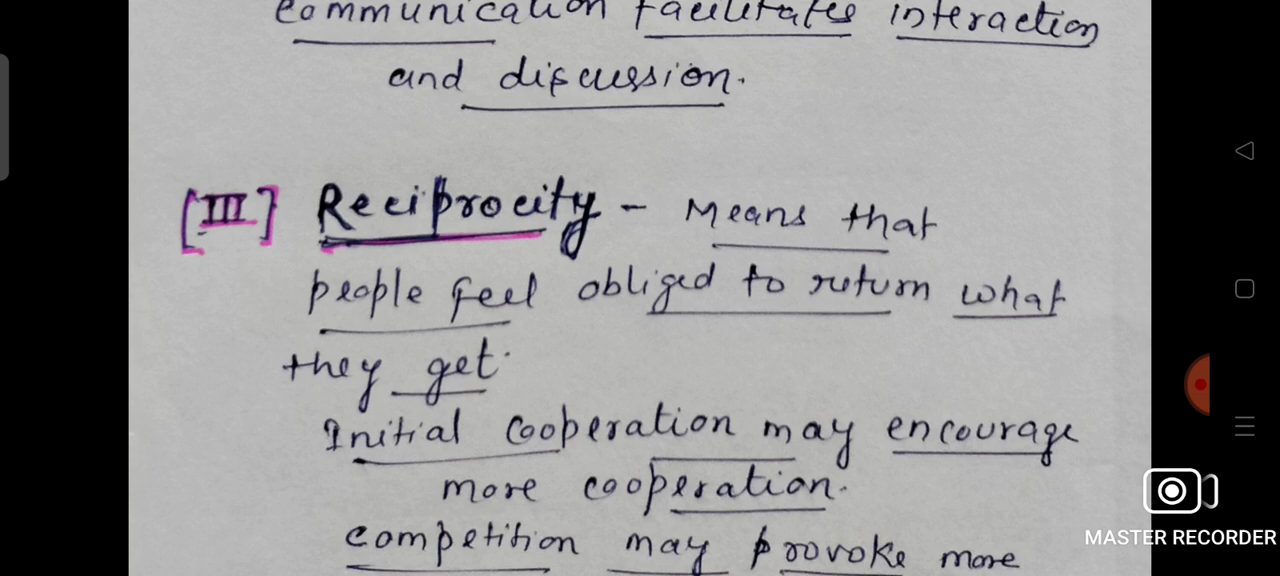 communication facilitates interaction
and discussion.
[III] Reciprocity - Means that
people feel obliged to return what
they get.
Initial cooperation may encourage
more cooperation.
competition may provoke more
MASTER RECORDER